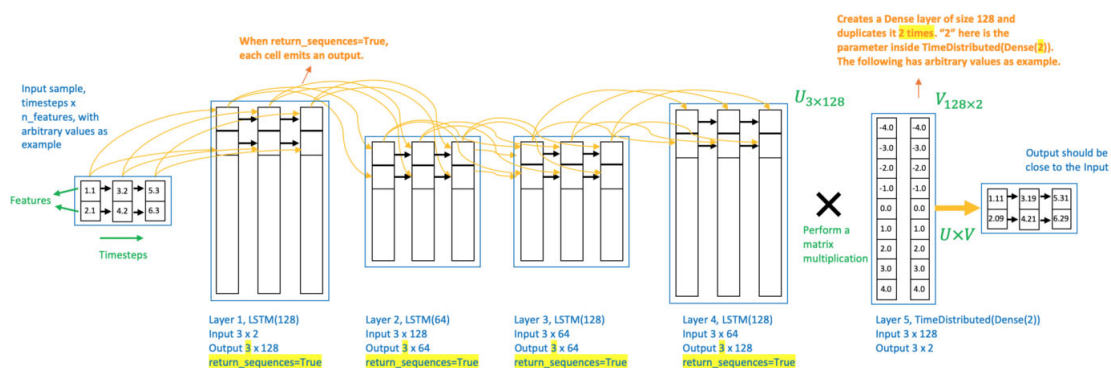 When return_sequences=True,
each cell emits an output.
Creates a Dense layer of size 128 and
duplicates it 2 times. “2” here is the
parameter inside TimeDistributed(Dense(2)).
The following has arbitrary values as example.
Input sample,
timesteps x
n_features, with
arbitrary values as
example
Features
1.1 3.2 5.3
2.1 4.2 6.3
Timesteps
U3×128
V128×2
-4.0 -4.0
-3.0 -3.0
-2.0 -2.0
-1.0 -1.0
0.0 0.0
1.0 1.0
2.0 2.0
3.0 3.0
4.0 4.0
Perform a
matrix
multiplication
U×V
Output should be
close to the Input
1.11 3.19 5.31
2.09 4.21 6.29
Layer 1, LSTM(128)
Input 3 x 2
Output 3 x 128
return_sequences=True
Layer 2, LSTM(64)
Input 3 x 128
Output 3 x 64
return_sequences=True
Layer 3, LSTM(128)
Input 3 x 64
Output 3 x 64
return_sequences=True
Layer 4, LSTM(128)
Input 3 x 64
Output 3 x 128
return_sequences=True
Layer 5, TimeDistributed(Dense(2))
Input 3 x 128
Output 3 x 2